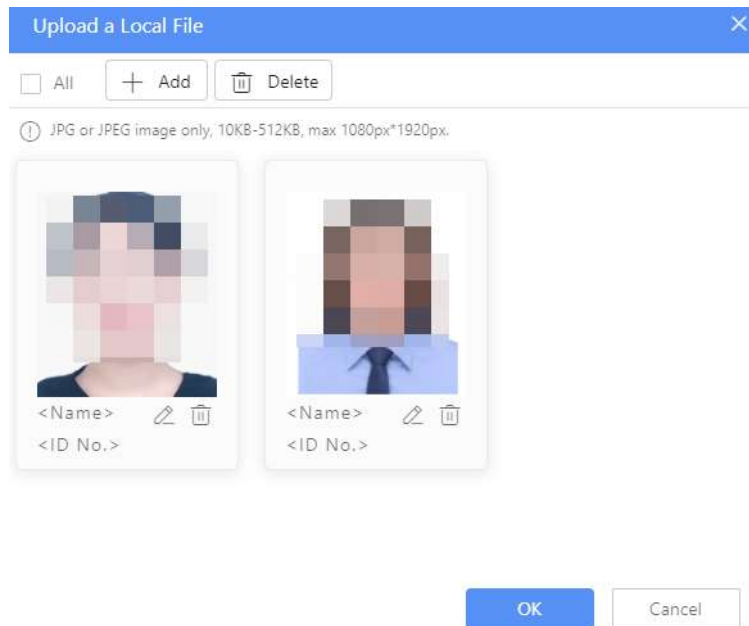 Upload a Local File
All
Add
Delete
JPG or JPEG image only, 10KB-512KB, max 1080px*1920px.
<Name> <Name>
<ID No.> <ID No.>
OK Cancel